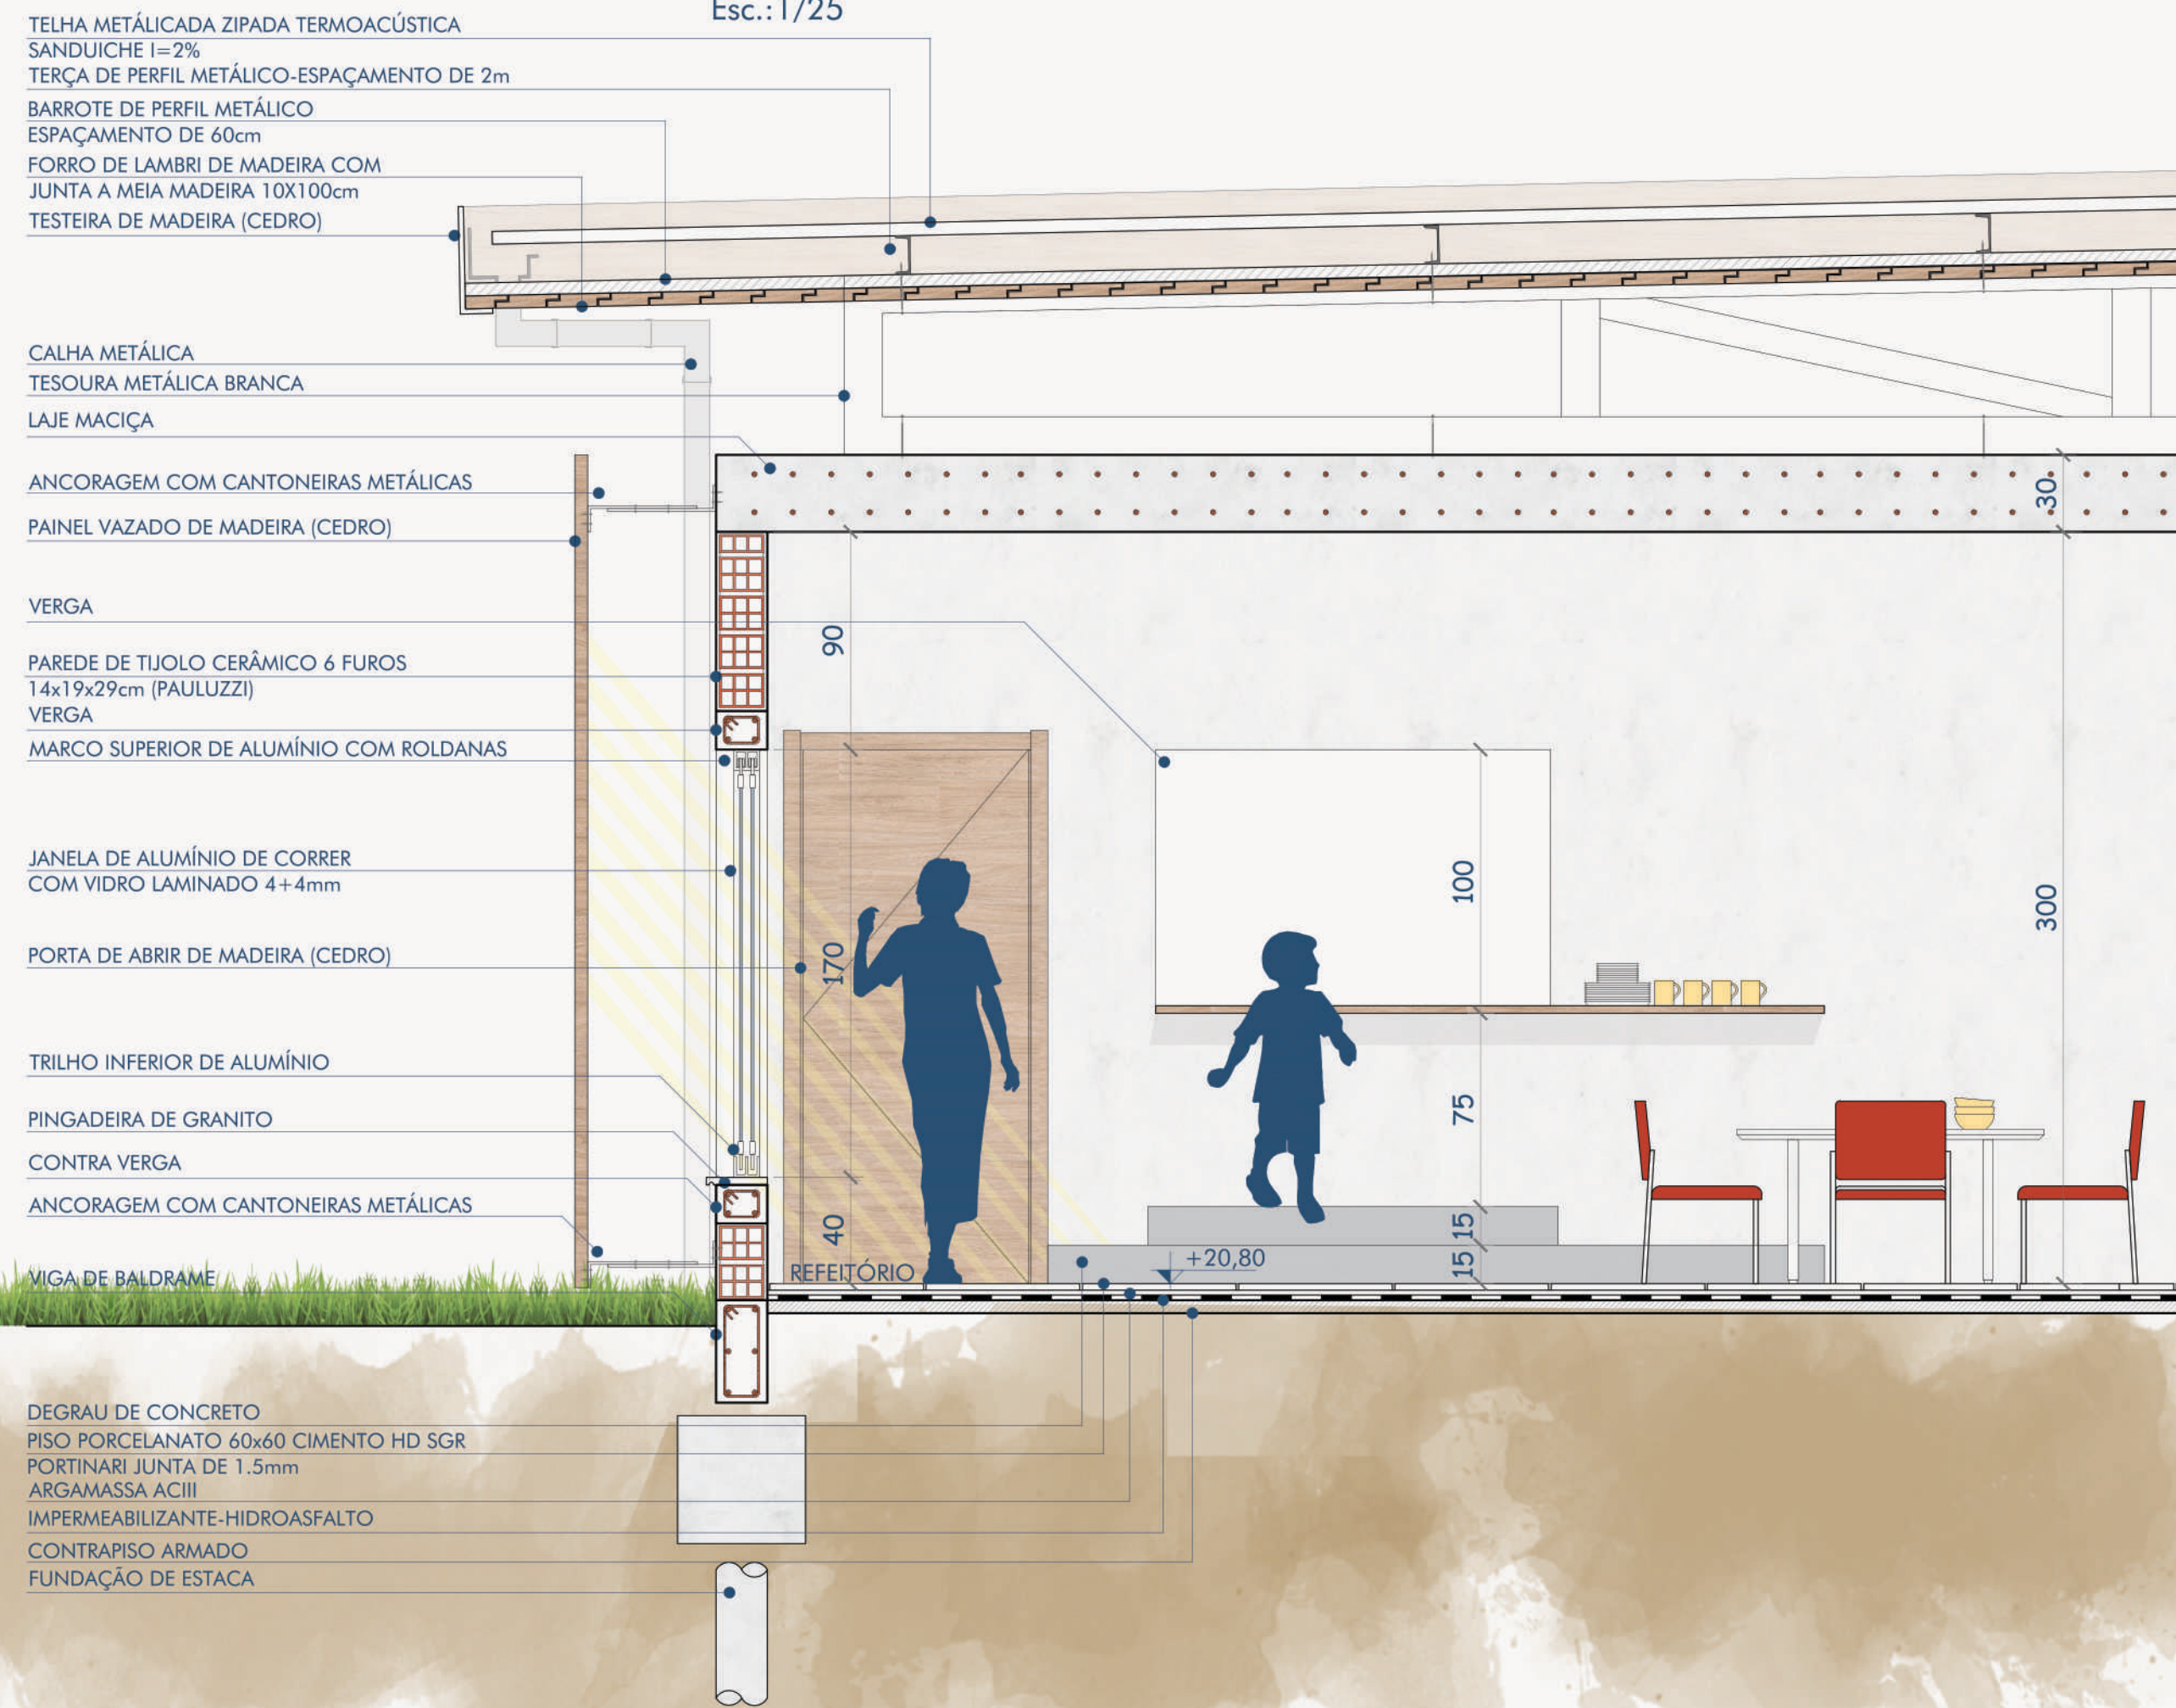 Esc.:1/25
TELHA METÁLICADA ZIPADA TERMOACÚSTICA
SANDUICHE I=2%
TERÇA DE PERFIL METÁLICO-ESPAÇAMENTO DE 2m
BARROTE DE PERFIL METÁLICO
ESPAÇAMENTO DE 60cm
FORRO DE LAMBRI DE MADEIRA COM
JUNTA A MEIA MADEIRA 10X100cm
TESTEIRA DE MADEIRA (CEDRO)
CALHA METÁLICA
TESOURA METÁLICA BRANCA
LAJE MACIÇA
ANCORAGEM COM CANTONEIRAS METÁLICAS
PAINEL VAZADO DE MADEIRA (CEDRO)
VERGA
PAREDE DE TIJOLO CERÂMICO 6 FUROS
14x19x29cm (PAULUZZI)
VERGA
MARCO SUPERIOR DE ALUMÍNIO COM ROLDANAS
JANELA DE ALUMÍNIO DE CORRER
COM VIDRO LAMINADO 4+4mm
PORTA DE ABRIR DE MADEIRA (CEDRO)
TRILHO INFERIOR DE ALUMÍNIO
PINGADEIRA DE GRANITO
CONTRA VERGA
ANCORAGEM COM CANTONEIRAS METÁLICAS
VIGA DE BALDRAME
DEGRAU DE CONCRETO
PISO PORCELANATO 60x60 CIMENTO HD SGR
PORTINARI JUNTA DE 1.5mm
ARGAMASSA ACIII
IMPERMEABILIZANTE-HIDROASFALTO
CONTRAPISO ARMADO
FUNDAÇÃO DE ESTACA
90
170
40
REFEITÓRIO
+20,80
100
75
15
15
30
300